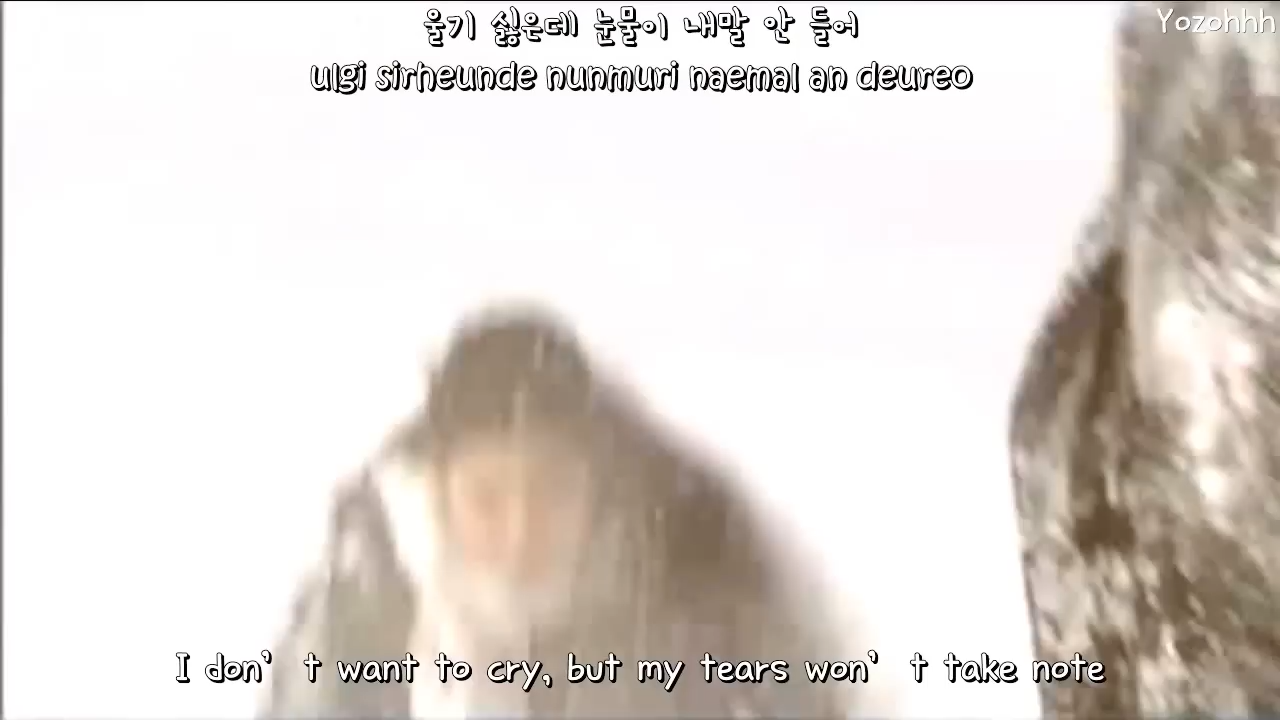 울기 싫은데 눈물이 내말 안 들어
Yozohhh
ulgi sirheunde nunmuri naemal an deureo
I don’t want to cry, but my tears won’t take note